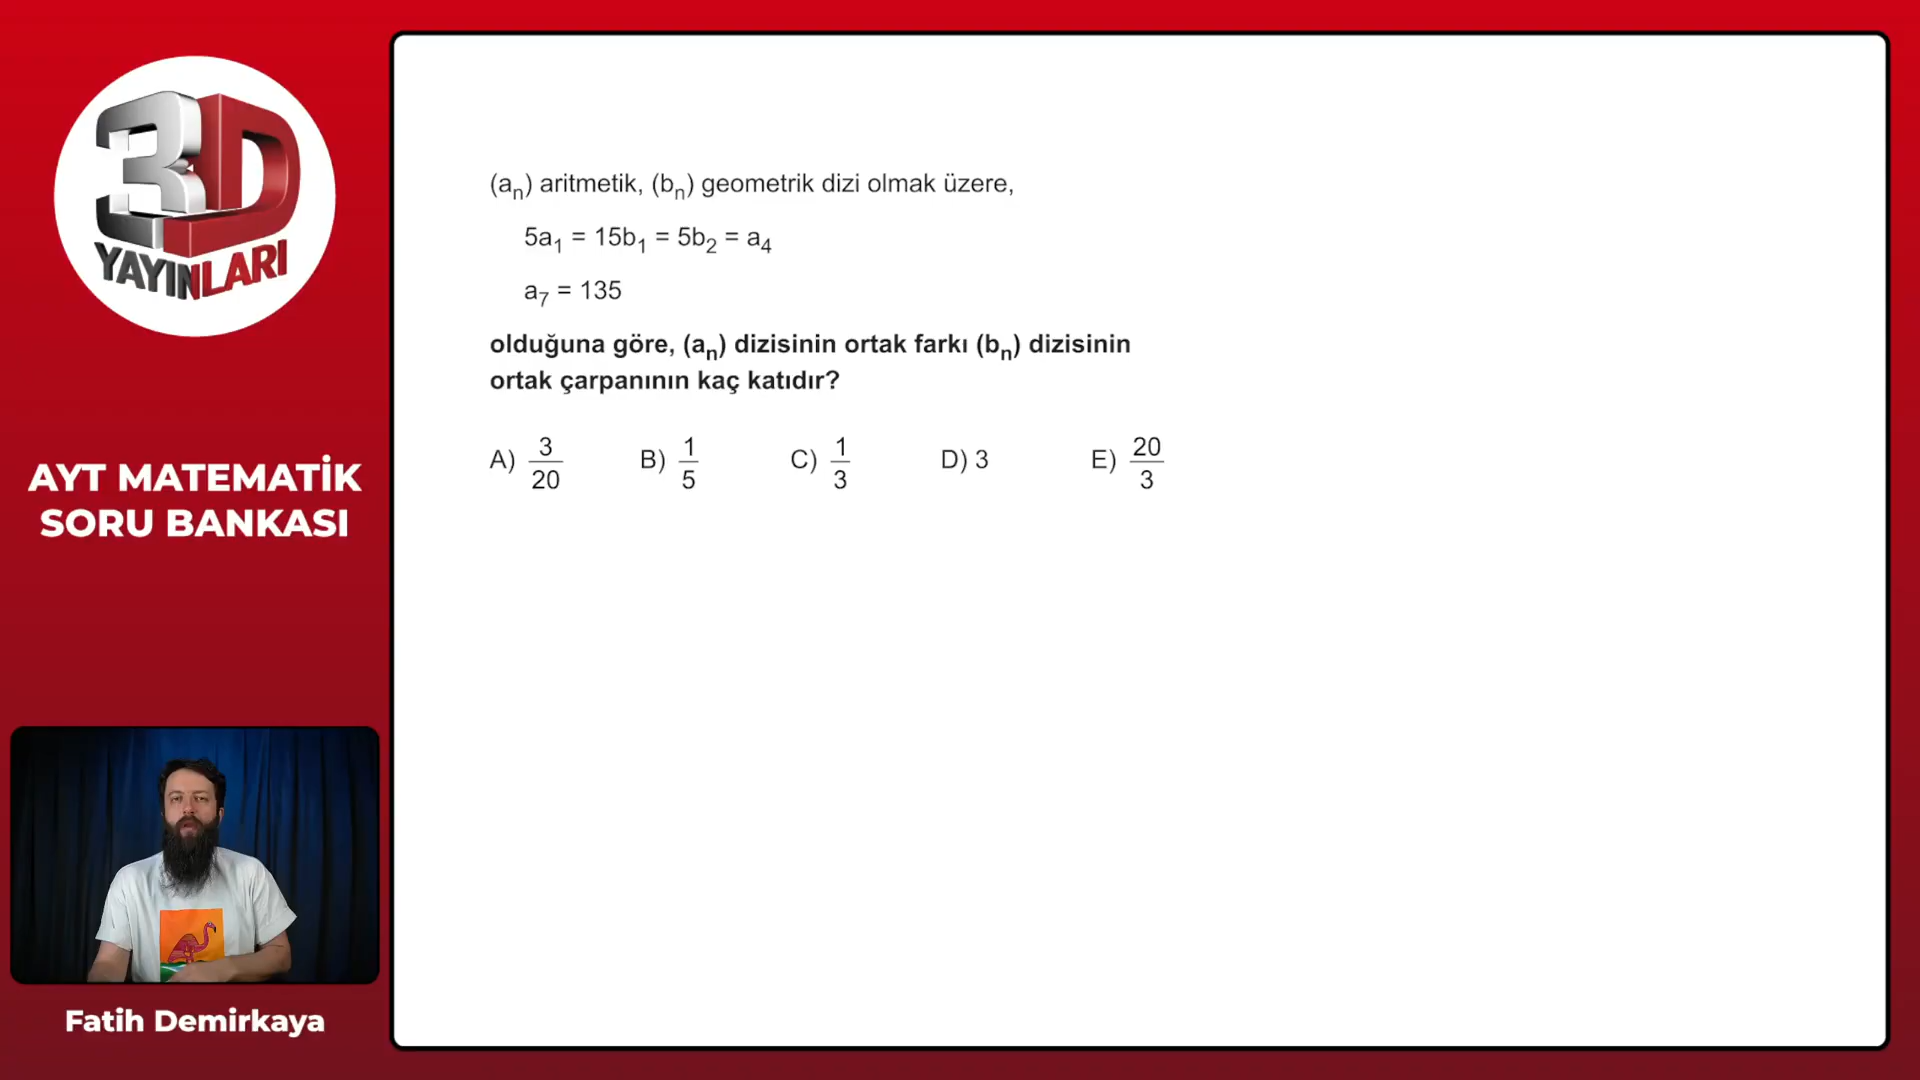 3D
YAYINLARI
AYT MATEMATİK
SORU BANKASI
Fatih Demirkaya
(aₙ) aritmetik, (bₙ) geometrik dizi olmak üzere,
5a₁ = 15b₁ = 5b₂ = a₄
a₇ = 135
olduğuna göre, (aₙ) dizisinin ortak farkı (bₙ) dizisinin
ortak çarpanının kaç katıdır?
A) 3/20 B) 1/5 C) 1/3 D) 3 E) 20/3